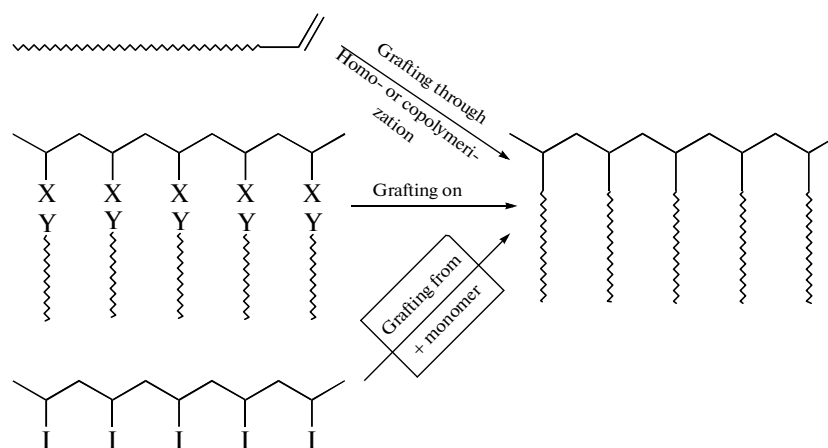 Grafting through
Homo- or copolymeri-
zation
X X X X X
Grafting on
Y Y Y Y Y
Grafting from
+ monomer
I I I I I